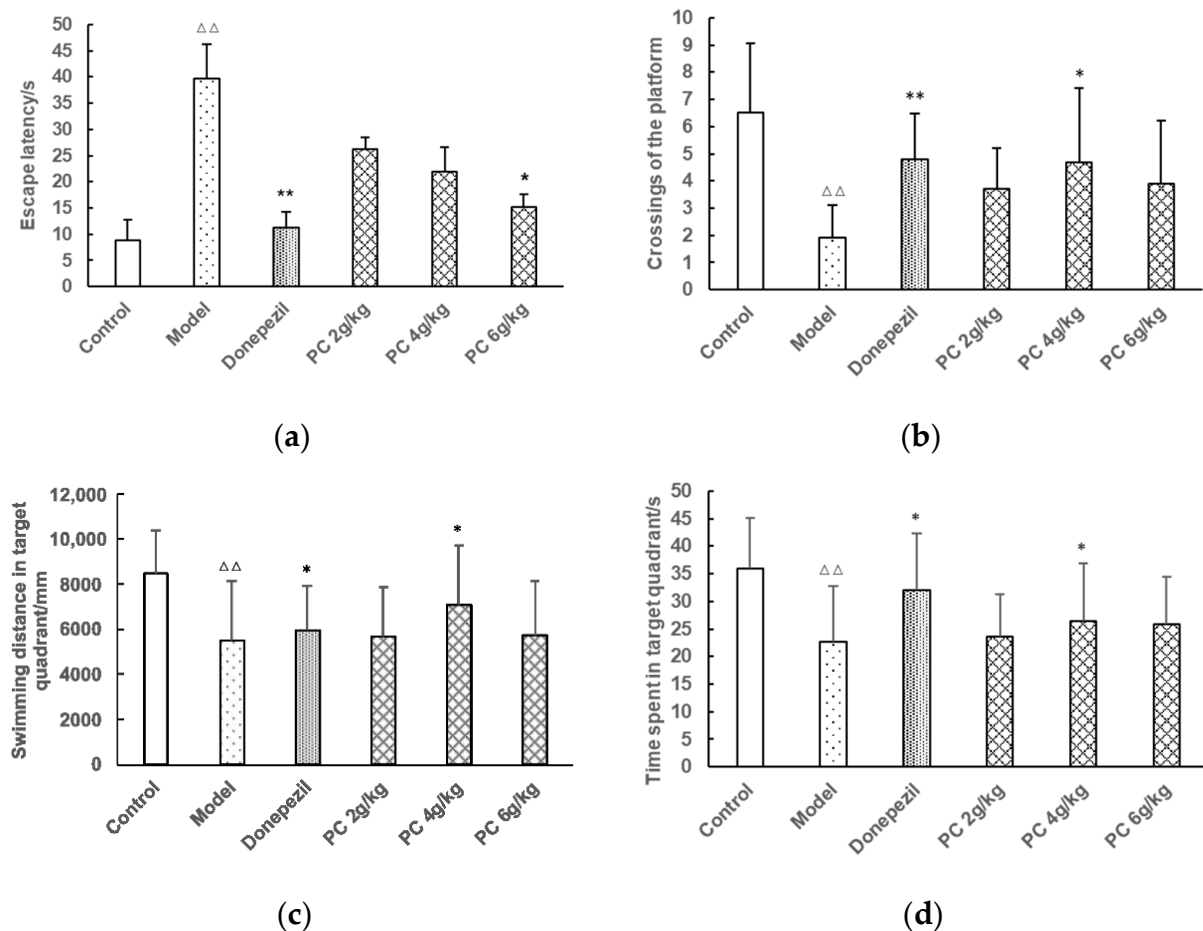 Escape latency/s
50
45
40
35
30
25
20
15
10
5
0
△△
**
*
Control
Model
Donepezil
PC 2g/kg
PC 4g/kg
PC 6g/kg
(a)
Crossings of the platform
10
9
8
7
6
5
4
3
2
1
0
△△
**
*
Control
Model
Donepezil
PC 2g/kg
PC 4g/kg
PC 6g/kg
(b)
Swimming distance in target
quadrant/mm
12,000
10,000
8000
6000
4000
2000
0
△△
*
*
Control
Model
Donepezil
PC 2g/kg
PC 4g/kg
PC 6g/kg
(c)
Time spent in target quadrant/s
50
45
40
35
30
25
20
15
10
5
0
△△
*
*
Control
Model
Donepezil
PC 2g/kg
PC 4g/kg
PC 6g/kg
(d)